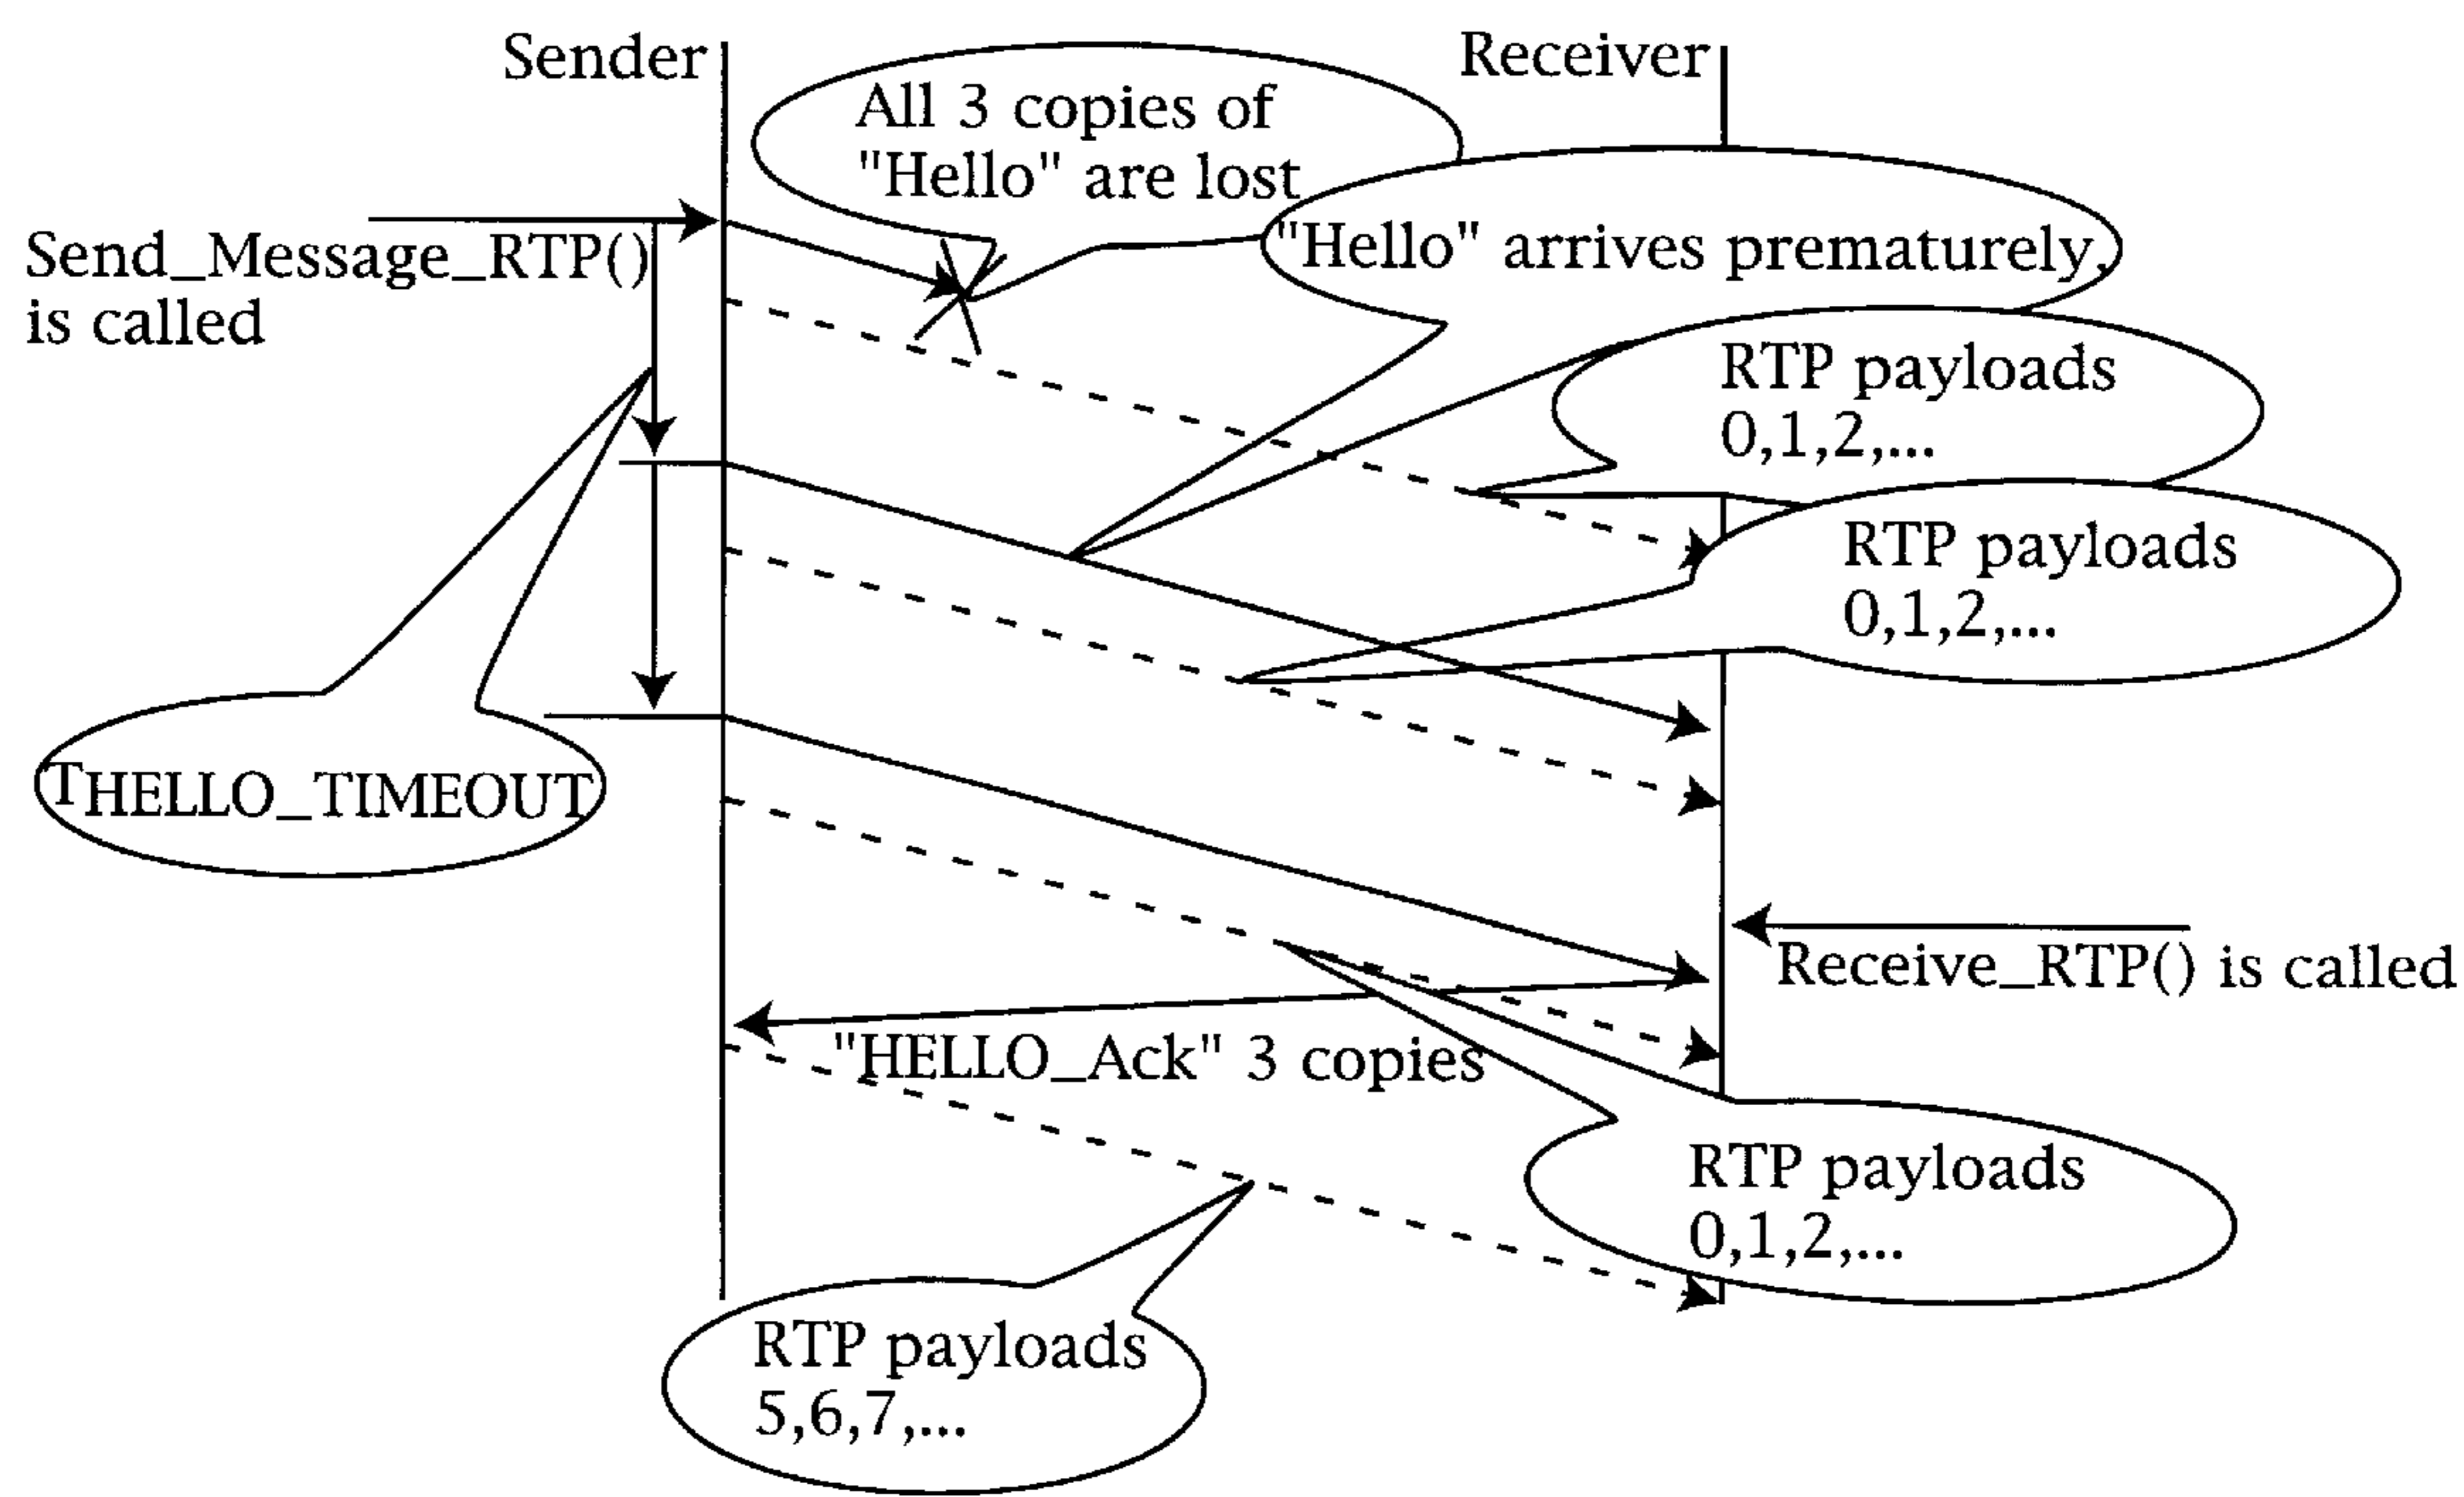 Sender
Receiver
All 3 copies of
"Hello" are lost
Send_Message_RTP()
is called
"Hello" arrives prematurely,
RTP payloads
0,1,2,...
RTP payloads
0,1,2,...
THELLO_TIMEOUT
Receive_RTP() is called
"HELLO_Ack" 3 copies
RTP payloads
0,1,2,...
RTP payloads
5,6,7,...